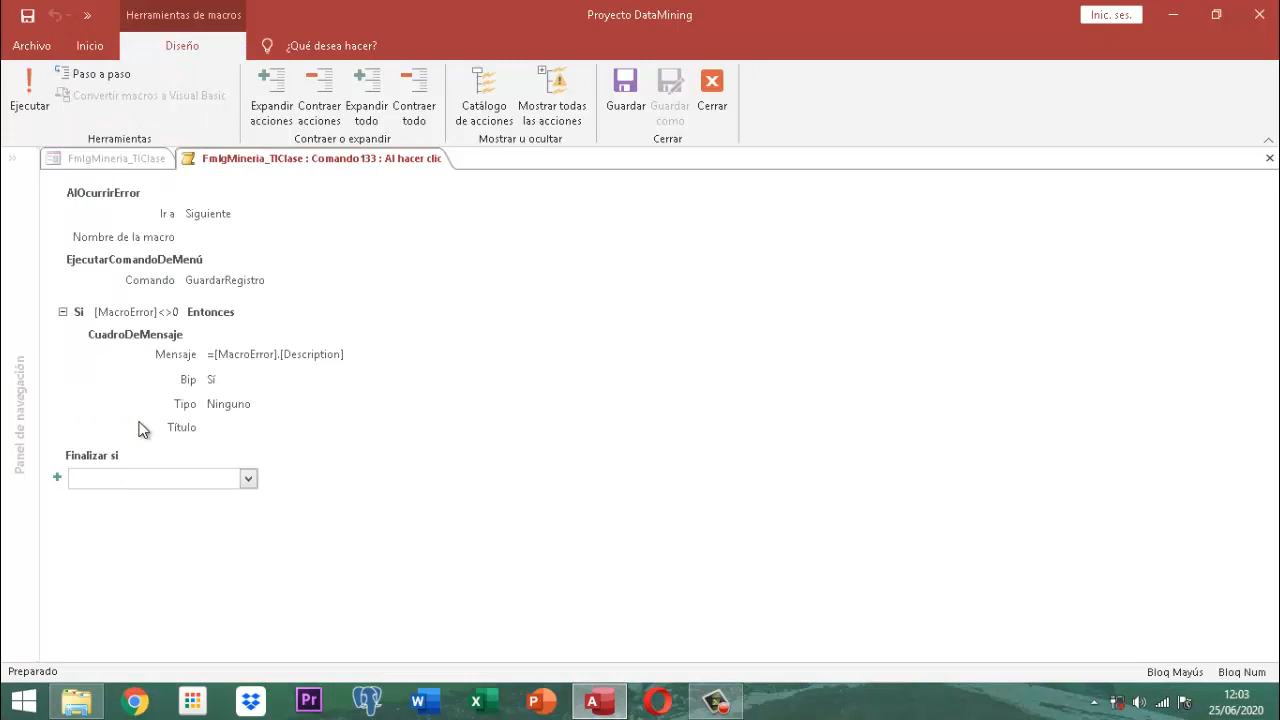 Herramientas de macros
Proyecto DataMining
Inic. ses.
Archivo
Inicio
Diseño
¿Qué desea hacer?
Ejecutar
Paso a paso
Convertir macros a Visual Basic
Herramientas
Expandir acciones
Contraer acciones
Expandir todo
Contraer todo
Contraer o expandir
Catálogo de acciones
Mostrar todas las acciones
Mostrar u ocultar
Guardar
Guardar como
Cerrar
Cerrar
FmlgMineria_TIClase
FmlgMineria_TIClase : Comando133 : Al hacer clic
Panel de navegación
AlOcurrirError
Ir a Siguiente
Nombre de la macro
EjecutarComandoDeMenú
Comando GuardarRegistro
Si [MacroError]<>0 Entonces
CuadroDeMensaje
Mensaje =[MacroError].[Description]
Bip Sí
Tipo Ninguno
Título
Finalizar si
Preparado
Bloq Mayús Bloq Num
Pr
W
X
P
A
12:03
25/06/2020